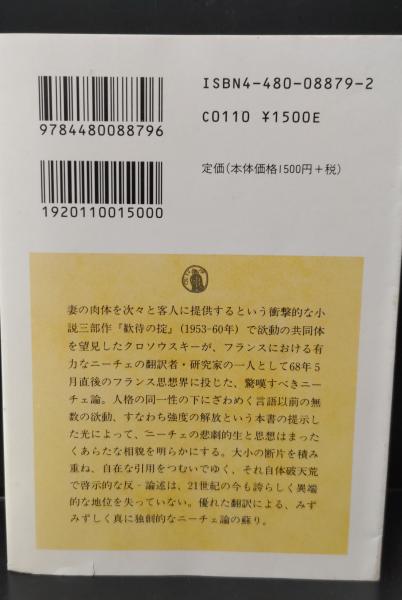 ISBN4-480-08879-2
C0110 ¥1500E
9784480088796
定価(本体価格1500円+税)
1920110015000
妻の肉体を次々と客人に提供するという衝撃的な小
説三部作『歓待の掟』(1953-60年)で欲動の共同体
を望見したクロソウスキーが、フランスにおける有
力なニーチェの翻訳者・研究家の一人として68年5
月直後のフランス思想界に投じた、驚嘆すべきニー
チェ論。人格の同一性の下にざわめく言語以前の無
数の欲動、すなわち強度の解放という本書の提示し
た光によって、ニーチェの悲劇的生と思想はまった
くあらたな相貌を明らかにする。大小の断片を積み
重ね、自在な引用をつむいでゆく、それ自体破天荒
で啓示的な反-論述は、21世紀の今も誇らしく異端
的な地位を失っていない。優れた翻訳による、みず
みずしく真に独創的なニーチェ論の蘇り。